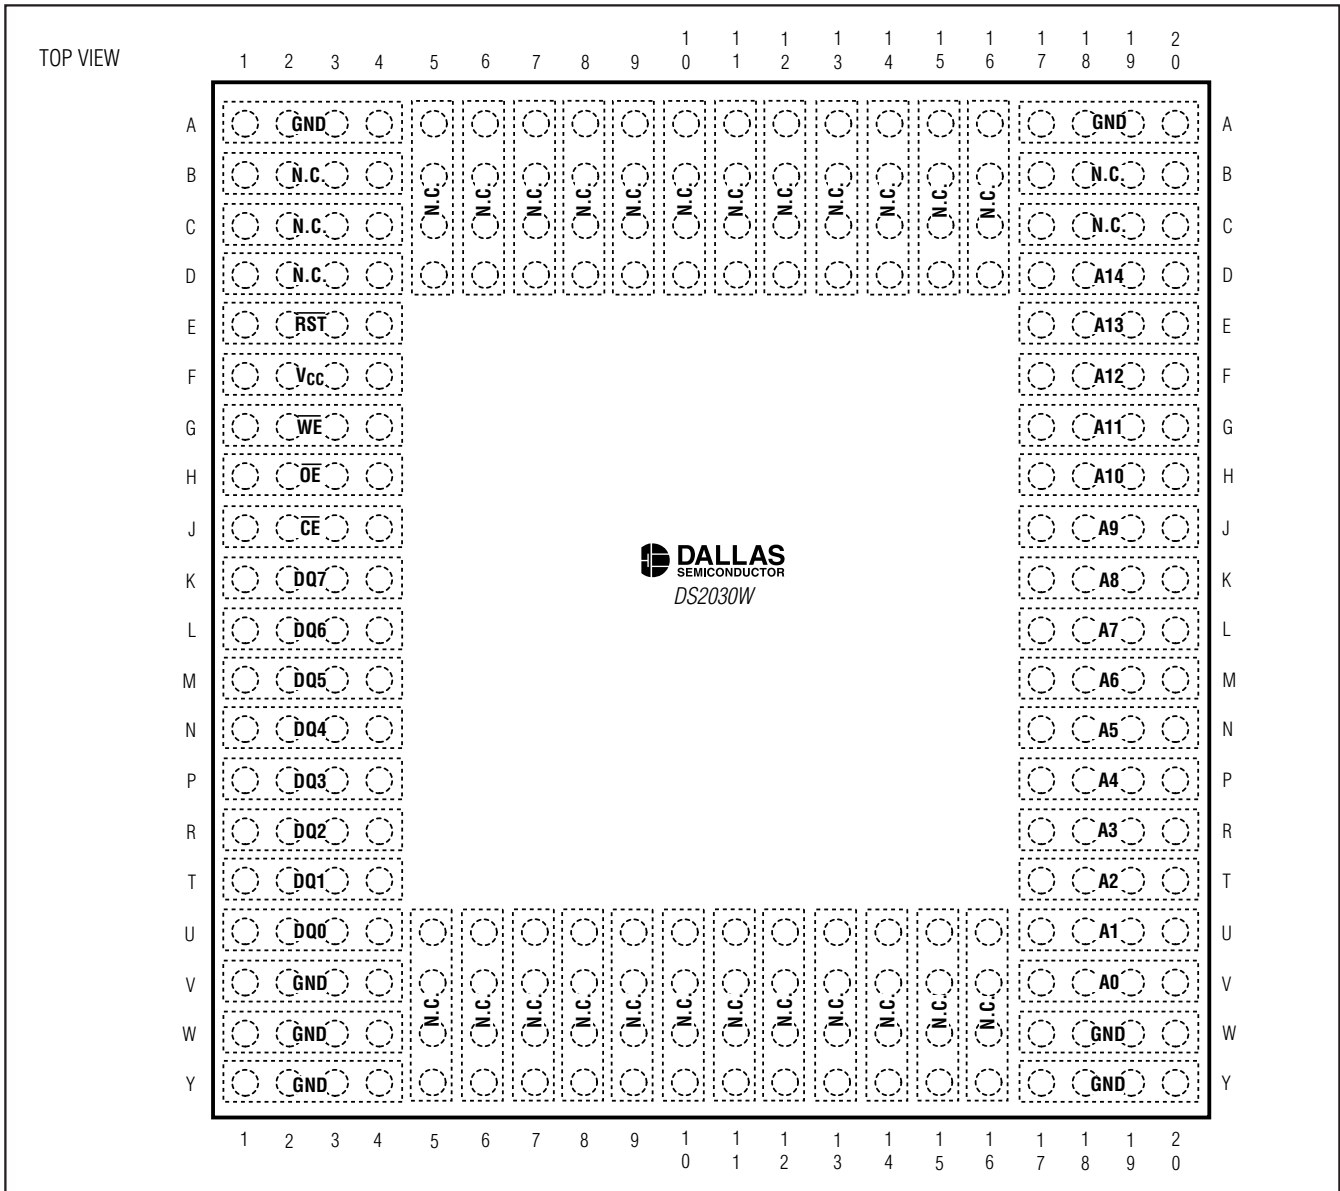 TOP VIEW
1 2 3 4 5 6 7 8 9 10 11 12 13 14 15 16 17 18 19 20
A GND GND A
B N.C. N.C. B
N.C. N.C. N.C. N.C. N.C. N.C. N.C. N.C. N.C. N.C. N.C. N.C.
C N.C. N.C. C
D N.C. A14 D
E R̅S̅T̅ A13 E
F VCC A12 F
G W̅E̅ A11 G
H O̅E̅ A10 H
J C̅E̅ A9 J
DALLAS
SEMICONDUCTOR
DS2030W
K DQ7 A8 K
L DQ6 A7 L
M DQ5 A6 M
N DQ4 A5 N
P DQ3 A4 P
R DQ2 A3 R
T DQ1 A2 T
U DQ0 A1 U
V GND A0 V
N.C. N.C. N.C. N.C. N.C. N.C. N.C. N.C. N.C. N.C. N.C. N.C.
W GND GND W
Y GND GND Y
1 2 3 4 5 6 7 8 9 10 11 12 13 14 15 16 17 18 19 20